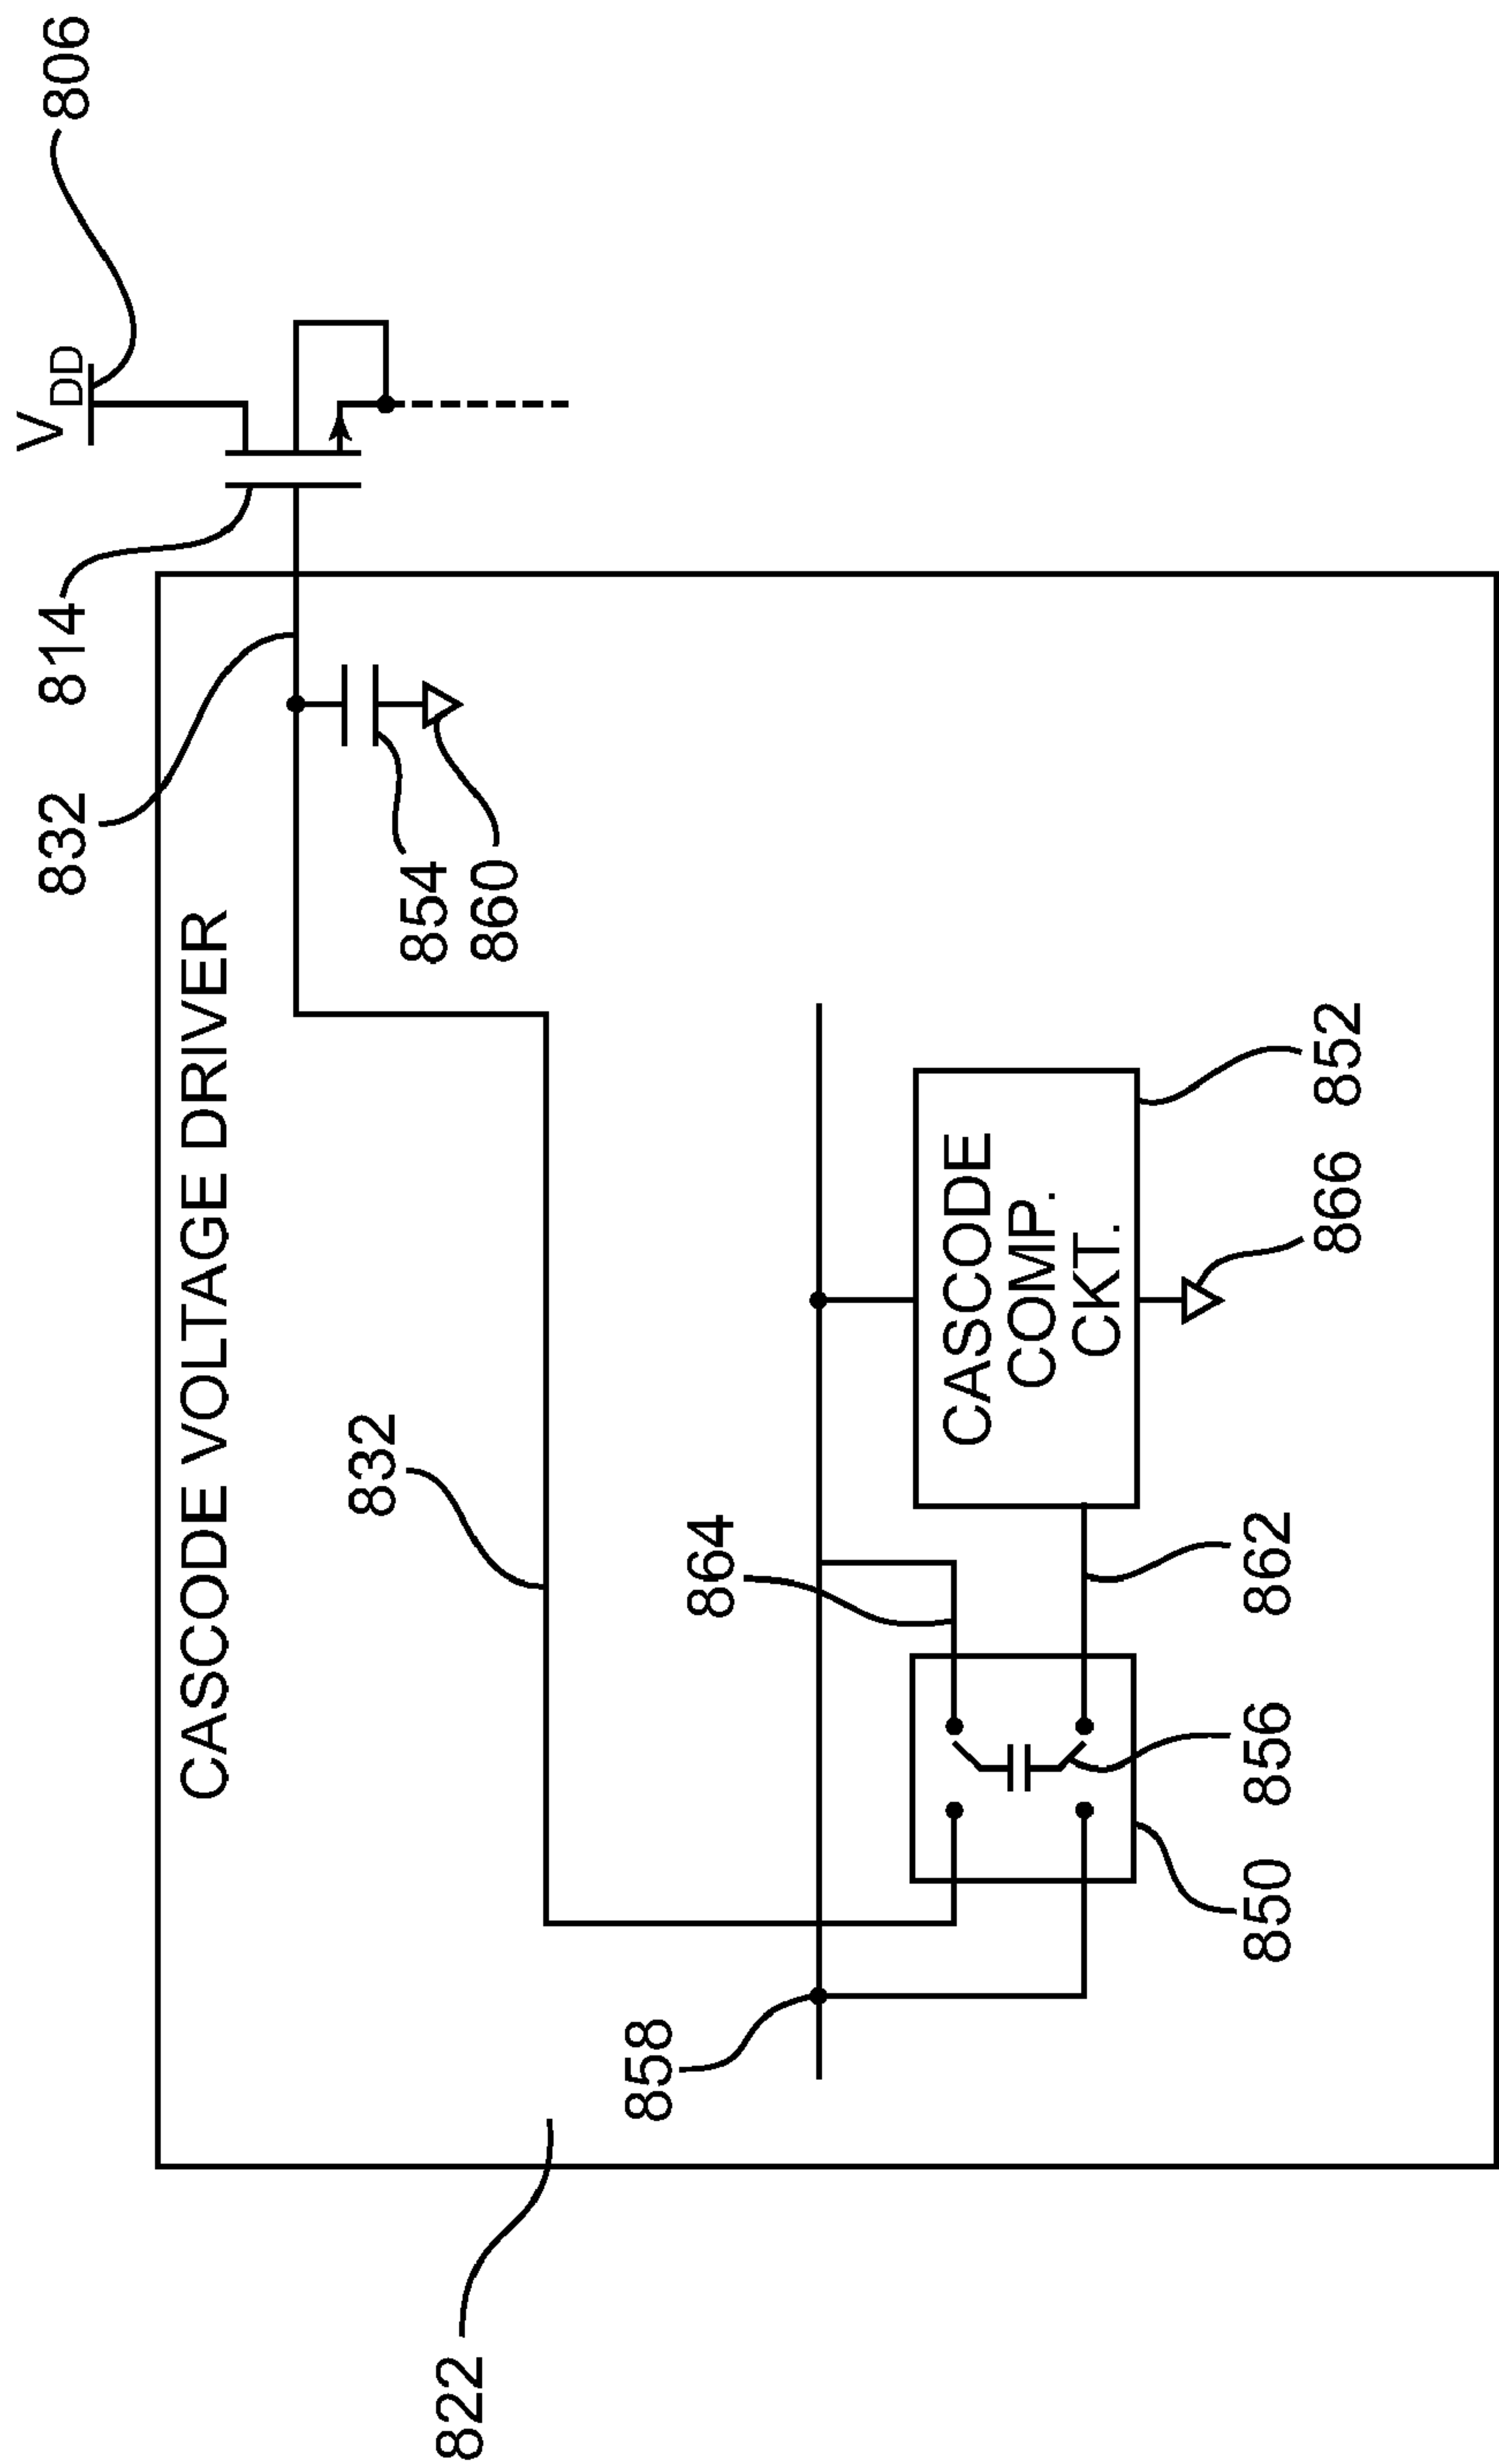 832
814
VDD
806
CASCODE VOLTAGE DRIVER
832
854
822
860
858
864
CASCODE
COMP.
CKT.
850
856
862
866
852